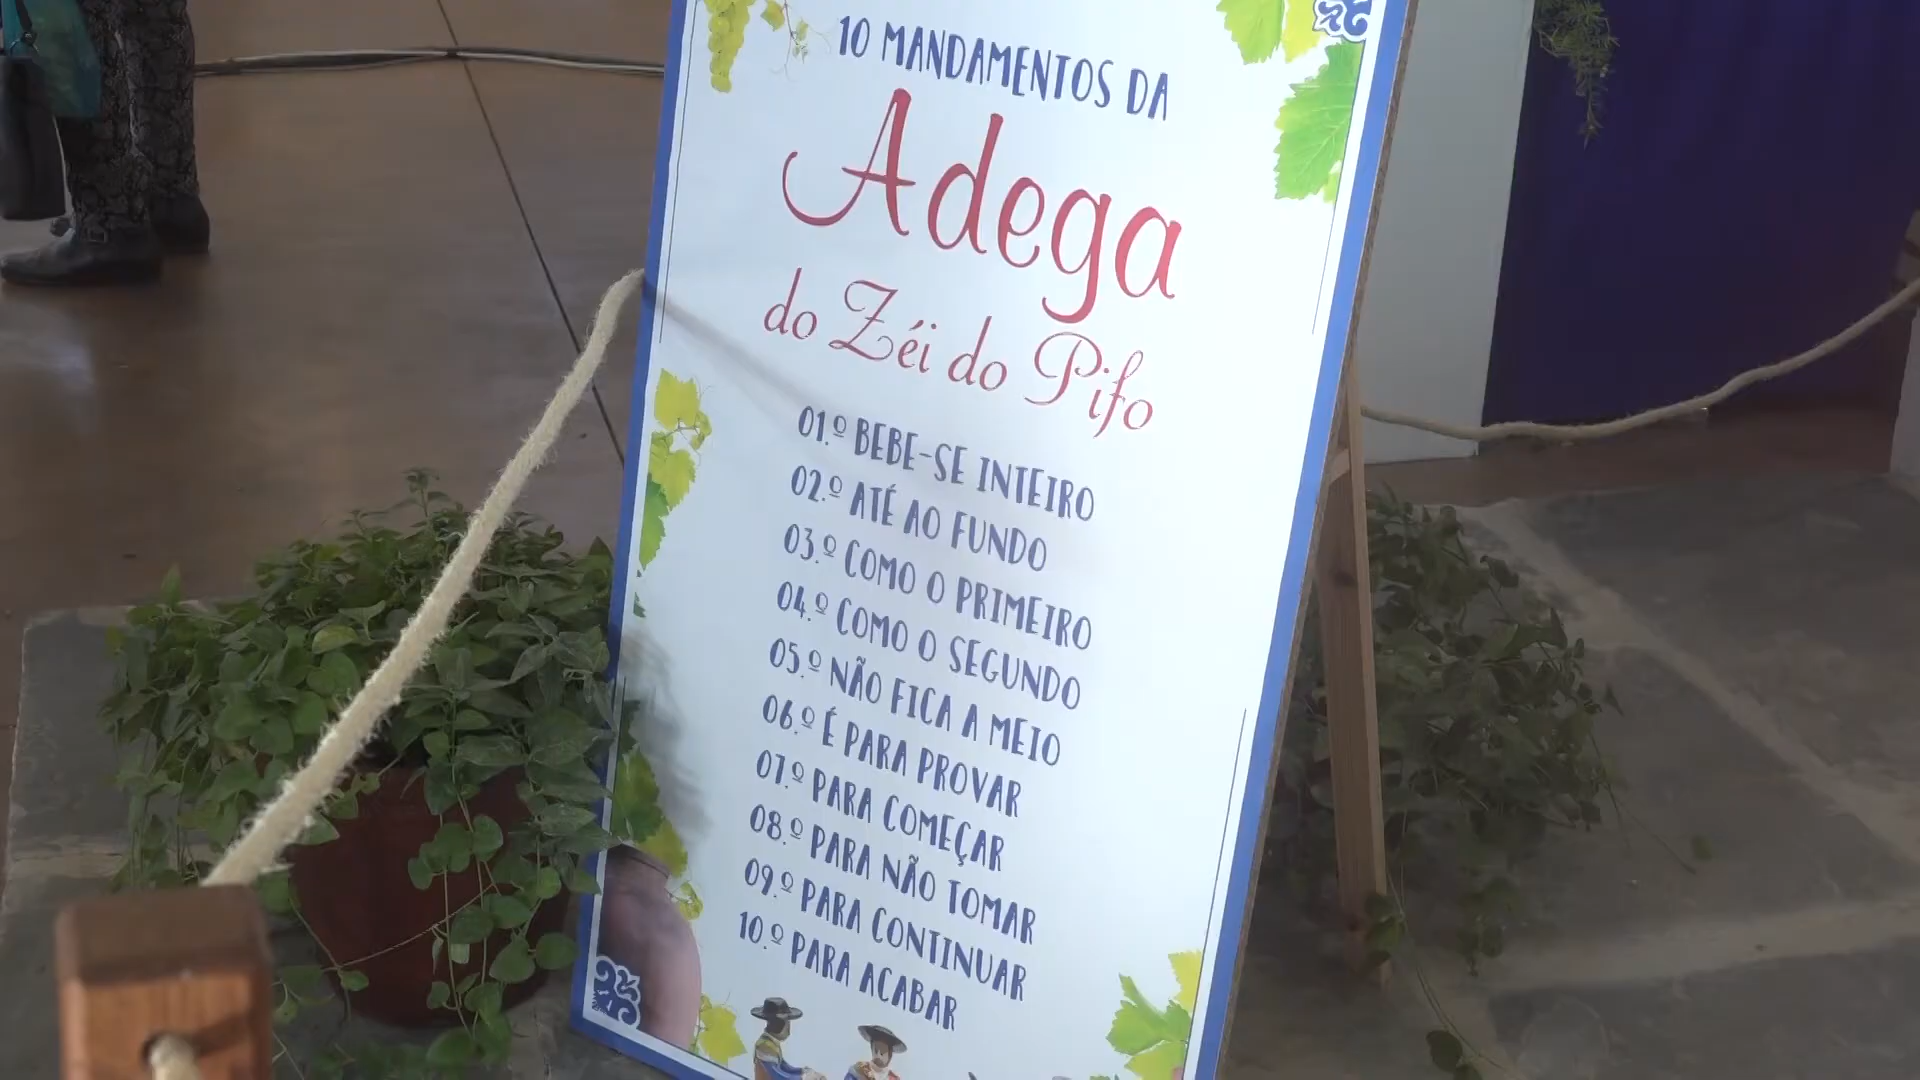 10 MANDAMENTOS DA
Adega
do Zéi do Pifo
01.º BEBE-SE INTEIRO
02.º ATÉ AO FUNDO
03.º COMO O PRIMEIRO
04.º COMO O SEGUNDO
05.º NÃO FICA A MEIO
06.º É PARA PROVAR
07.º PARA COMEÇAR
08.º PARA NÃO TOMAR
09.º PARA CONTINUAR
10.º PARA ACABAR